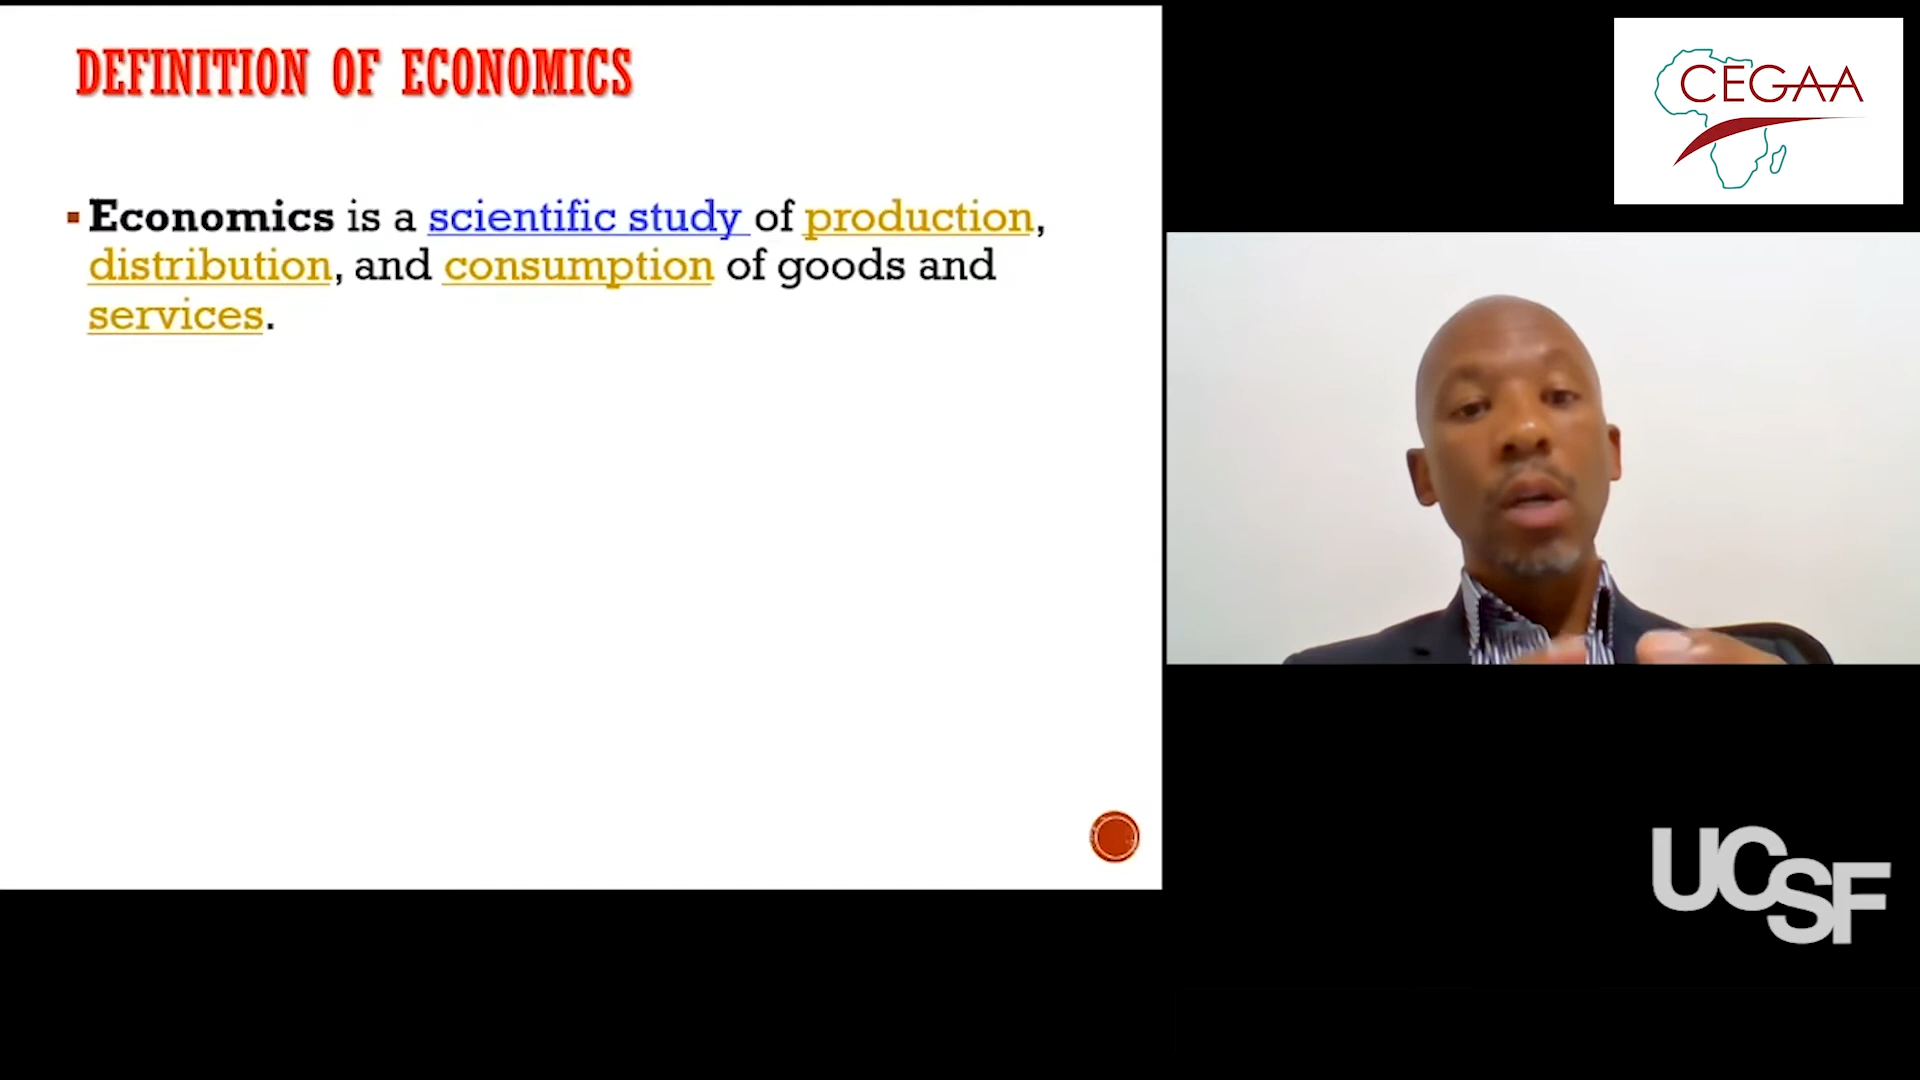 DEFINITION OF ECONOMICS
Economics is a scientific study of production,
distribution, and consumption of goods and
services.
CEGAA
UCSF